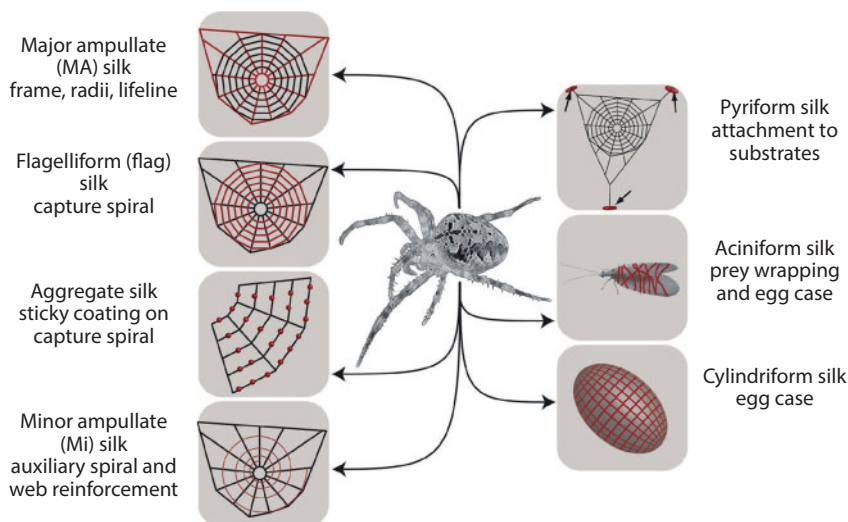 Major ampullate
(MA) silk
frame, radii, lifeline
Flagelliform (flag)
silk
capture spiral
Aggregate silk
sticky coating on
capture spiral
Minor ampullate
(Mi) silk
auxiliary spiral and
web reinforcement
Pyriform silk
attachment to
substrates
Aciniform silk
prey wrapping
and egg case
Cylindriform silk
egg case